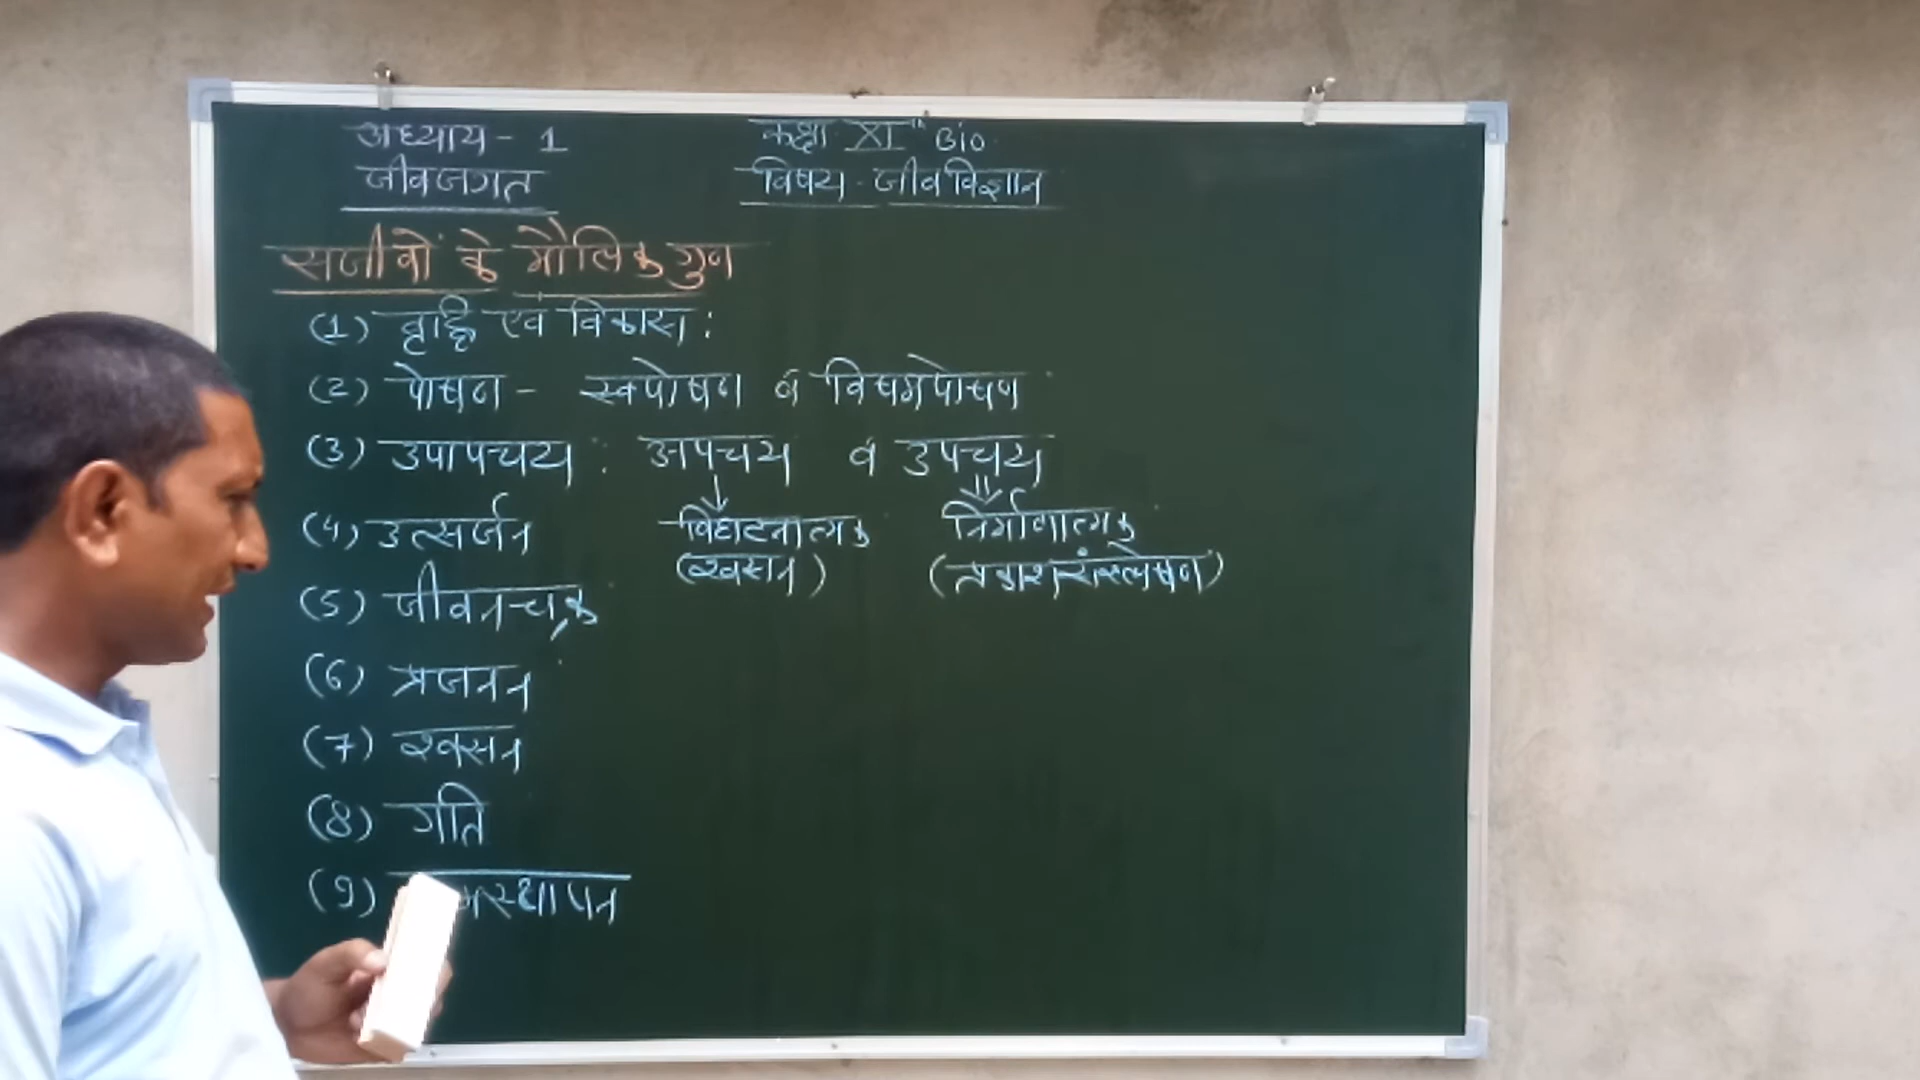 अध्याय - 1
जीवजगत
कक्षा XI th Bio
विषय - जीवविज्ञान
सजीवों के मौलिक गुण
(1) वृद्धि एवं विकास :
(2) पोषण - स्वपोषण व विषमपोषण
(3) उपापचय : अपचय व उपचय
विघटनात्मक निर्माणात्मक
(श्वसन) (प्रकाशसंश्लेषण)
(4) उत्सर्जन
(5) जीवनचक्र
(6) प्रजनन
(7) श्वसन
(8) गति
(9)